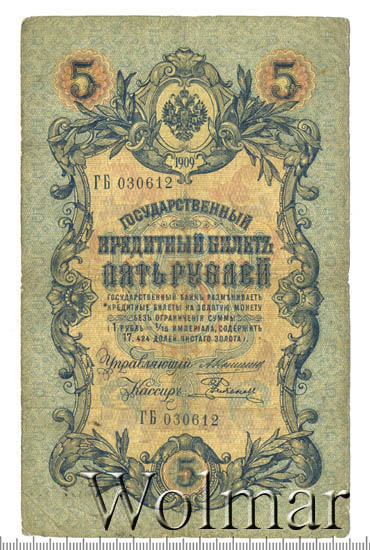 5 5
1909
ГБ 030612
ГОСУДАРСТВЕННЫЙ
КРЕДИТНЫЙ БИЛЕТЪ
ПЯТЬ РУБЛЕЙ
ГОСУДАРСТВЕННЫЙ БАНКЪ РАЗМѢНИВАЕТЪ
КРЕДИТНЫЕ БИЛЕТЫ НА ЗОЛОТУЮ МОНЕТУ
БЕЗЪ ОГРАНИЧЕНІЯ СУММЫ
(1 РУБЛЬ = 1/15 ИМПЕРІАЛА, СОДЕРЖИТЪ
17,424 ДОЛЕЙ ЧИСТАГО ЗОЛОТА).
Управляющій
Кассиръ
ГБ 030612
5
Wolmar